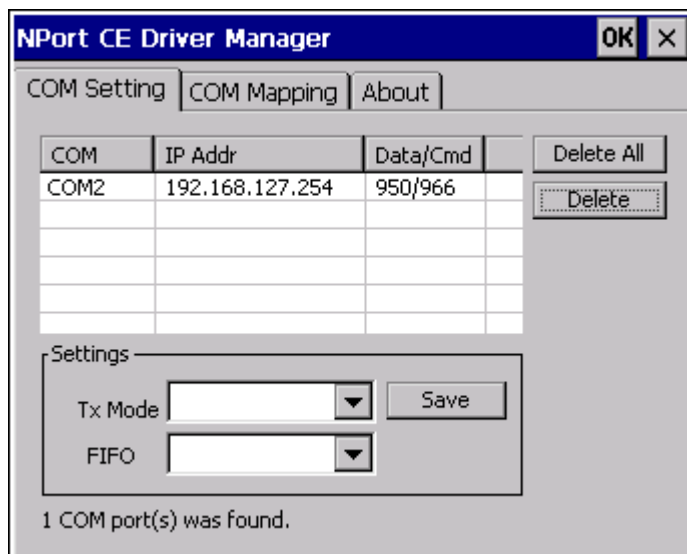 NPort CE Driver Manager OK ×
COM Setting COM Mapping About
COM IP Addr Data/Cmd Delete All
COM2 192.168.127.254 950/966 Delete
Settings
Tx Mode Save
FIFO
1 COM port(s) was found.